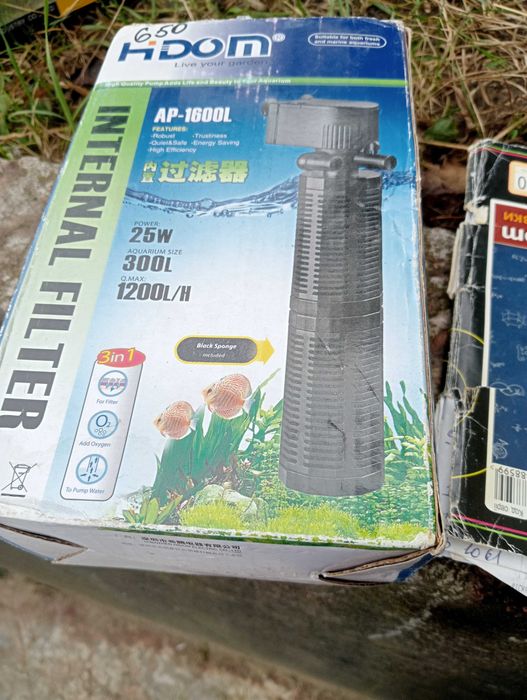 650
HiDOM®
Live your garden
Suitable for both fresh
and marine aquariums
High Quality Pump Adds Life and Beauty to Your Aquarium
INTERNAL FILTER
AP-1600L
FEATURES:
·Robust ·Trustness
·Quiet&Safe ·Energy Saving
·High Efficiency
内置过滤器
POWER:
25W
AQUARIUM SIZE
300L
Q.MAX:
1200L/H
Black Sponge
included
3in1
For Filter
O2
Add Oxygen
To Pump Water